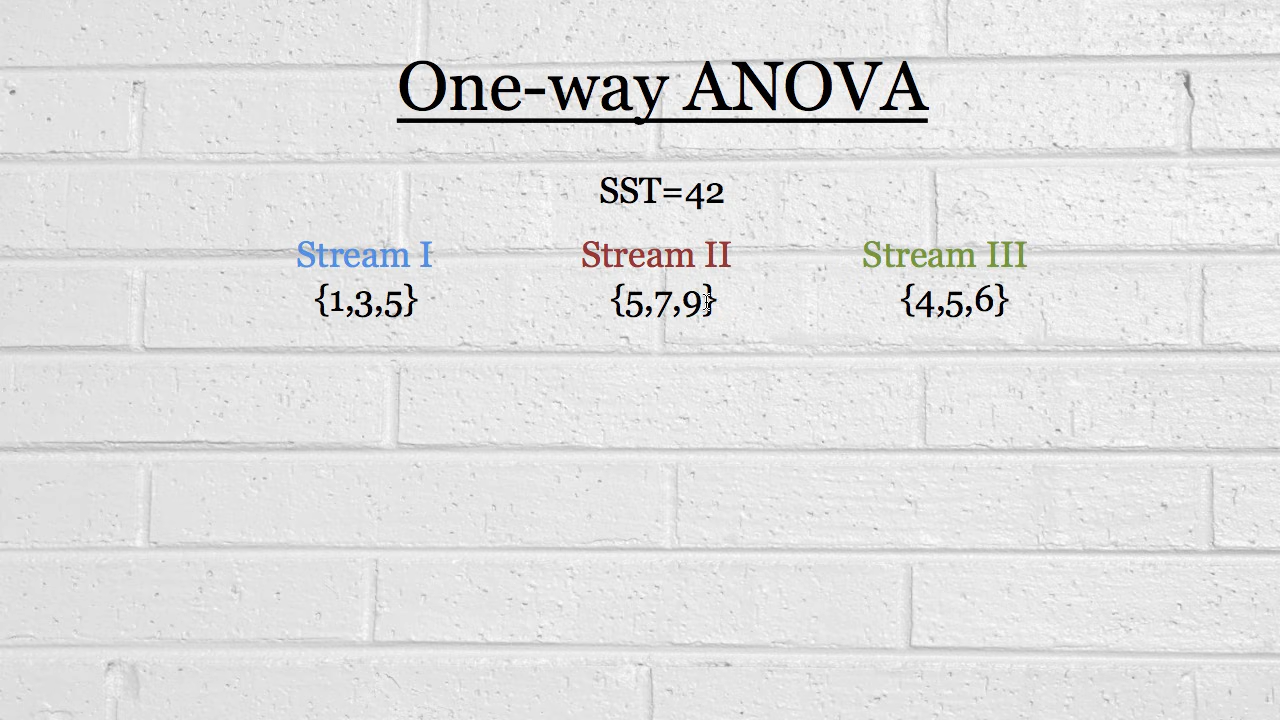 One-way ANOVA
SST=42
Stream I Stream II Stream III
{1,3,5} {5,7,9} {4,5,6}